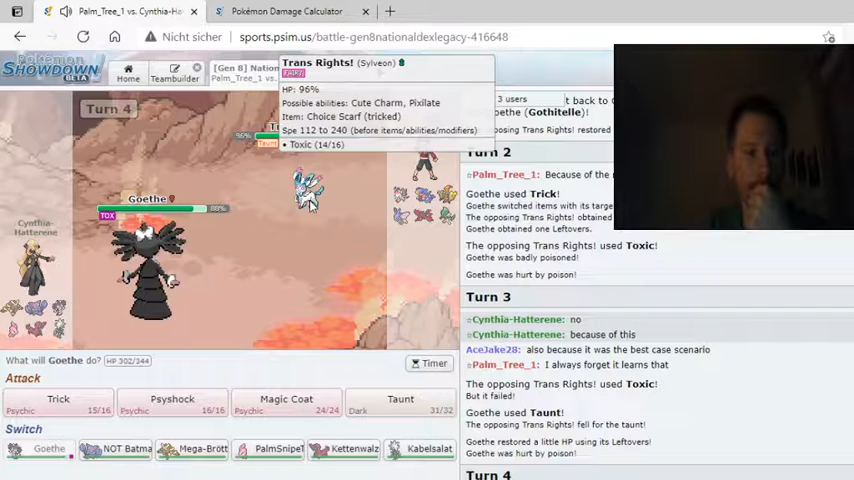 Palm_Tree_1 vs. Cynthia-Hat
Pokémon Damage Calculator
Nicht sicher
sports.psim.us/battle-gen8nationaldexlegacy-416648
Pokémon
SHOWDOWN
BETA
Home
Teambuilder
[Gen 8] Nation
Palm_Tree_1 vs.
Trans Rights! (Sylveon)
FAIRY
HP: 96%
Possible abilities: Cute Charm, Pixilate
Item: Choice Scarf (tricked)
Spe 112 to 240 (before items/abilities/modifiers)
• Toxic (14/16)
3 users
Turn 4
96%
Taunt
Goethe
88%
TOX
Cynthia-
Hatterene
t back to G
(Gothitelle)!
The opposing Trans Rights! restored
Turn 2
☆Palm_Tree_1: Because of the
Goethe used Trick!
Goethe switched items with its target
The opposing Trans Rights! obtained
Goethe obtained one Leftovers.
The opposing Trans Rights! used Toxic!
Goethe was badly poisoned!
Goethe was hurt by poison!
Turn 3
☆Cynthia-Hatterene: no
☆Cynthia-Hatterene: because of this
AceJake28: also because it was the best case scenario
☆Palm_Tree_1: I always forget it learns that
The opposing Trans Rights! used Toxic!
But it failed!
Goethe used Taunt!
The opposing Trans Rights! fell for the taunt!
Goethe restored a little HP using its Leftovers!
Goethe was hurt by poison!
Turn 4
What will Goethe do? HP 302/344
Timer
Attack
Trick
Psychic 15/16
Psyshock
Psychic 16/16
Magic Coat
Psychic 24/24
Taunt
Dark 31/32
Switch
Goethe
NOT Batma
Mega-Brött
PalmSnipeT
Kettenwalz
Kabelsalat